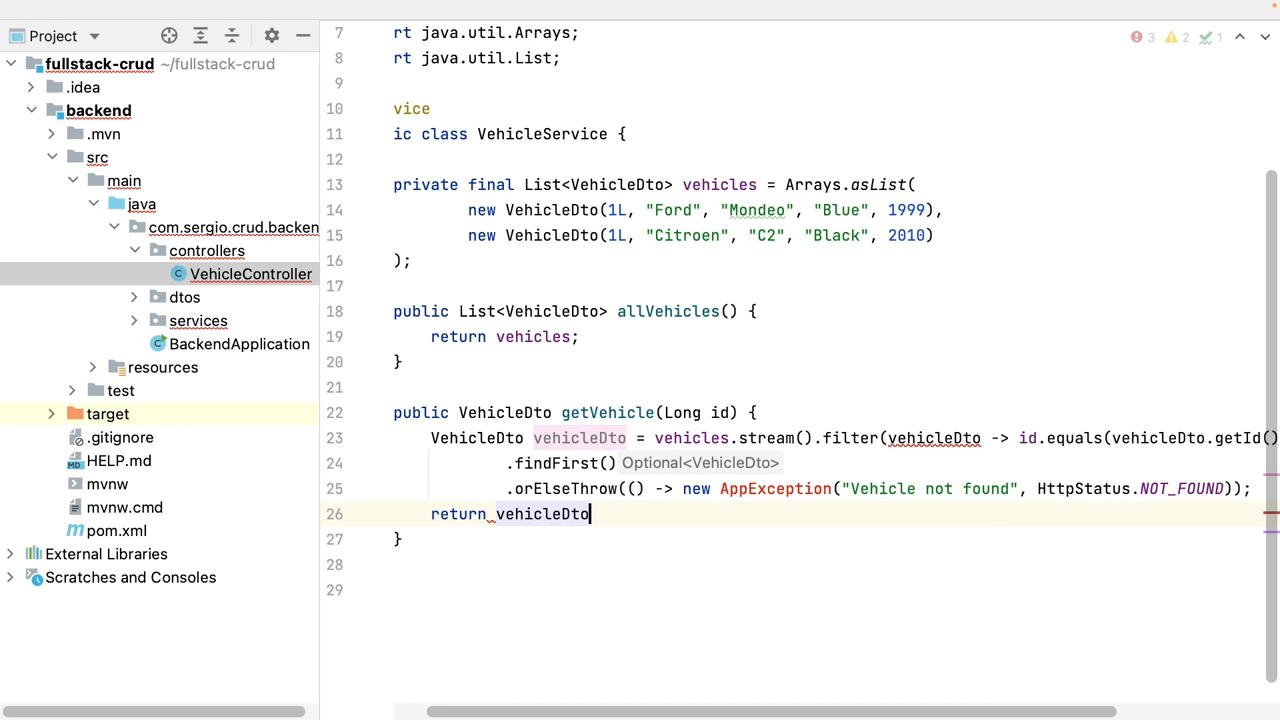 Project
fullstack-crud ~/fullstack-crud
.idea
backend
.mvn
src
main
java
com.sergio.crud.backen
controllers
VehicleController
dtos
services
BackendApplication
resources
test
target
.gitignore
HELP.md
mvnw
mvnw.cmd
pom.xml
External Libraries
Scratches and Consoles
3 2 1
7 rt java.util.Arrays;
8 rt java.util.List;
9
10 vice
11 ic class VehicleService {
12
13 private final List<VehicleDto> vehicles = Arrays.asList(
14 new VehicleDto(1L, "Ford", "Mondeo", "Blue", 1999),
15 new VehicleDto(1L, "Citroen", "C2", "Black", 2010)
16 );
17
18 public List<VehicleDto> allVehicles() {
19 return vehicles;
20 }
21
22 public VehicleDto getVehicle(Long id) {
23 VehicleDto vehicleDto = vehicles.stream().filter(vehicleDto -> id.equals(vehicleDto.getId()
24 .findFirst() Optional<VehicleDto>
25 .orElseThrow(() -> new AppException("Vehicle not found", HttpStatus.NOT_FOUND));
26 return vehicleDto
27 }
28
29